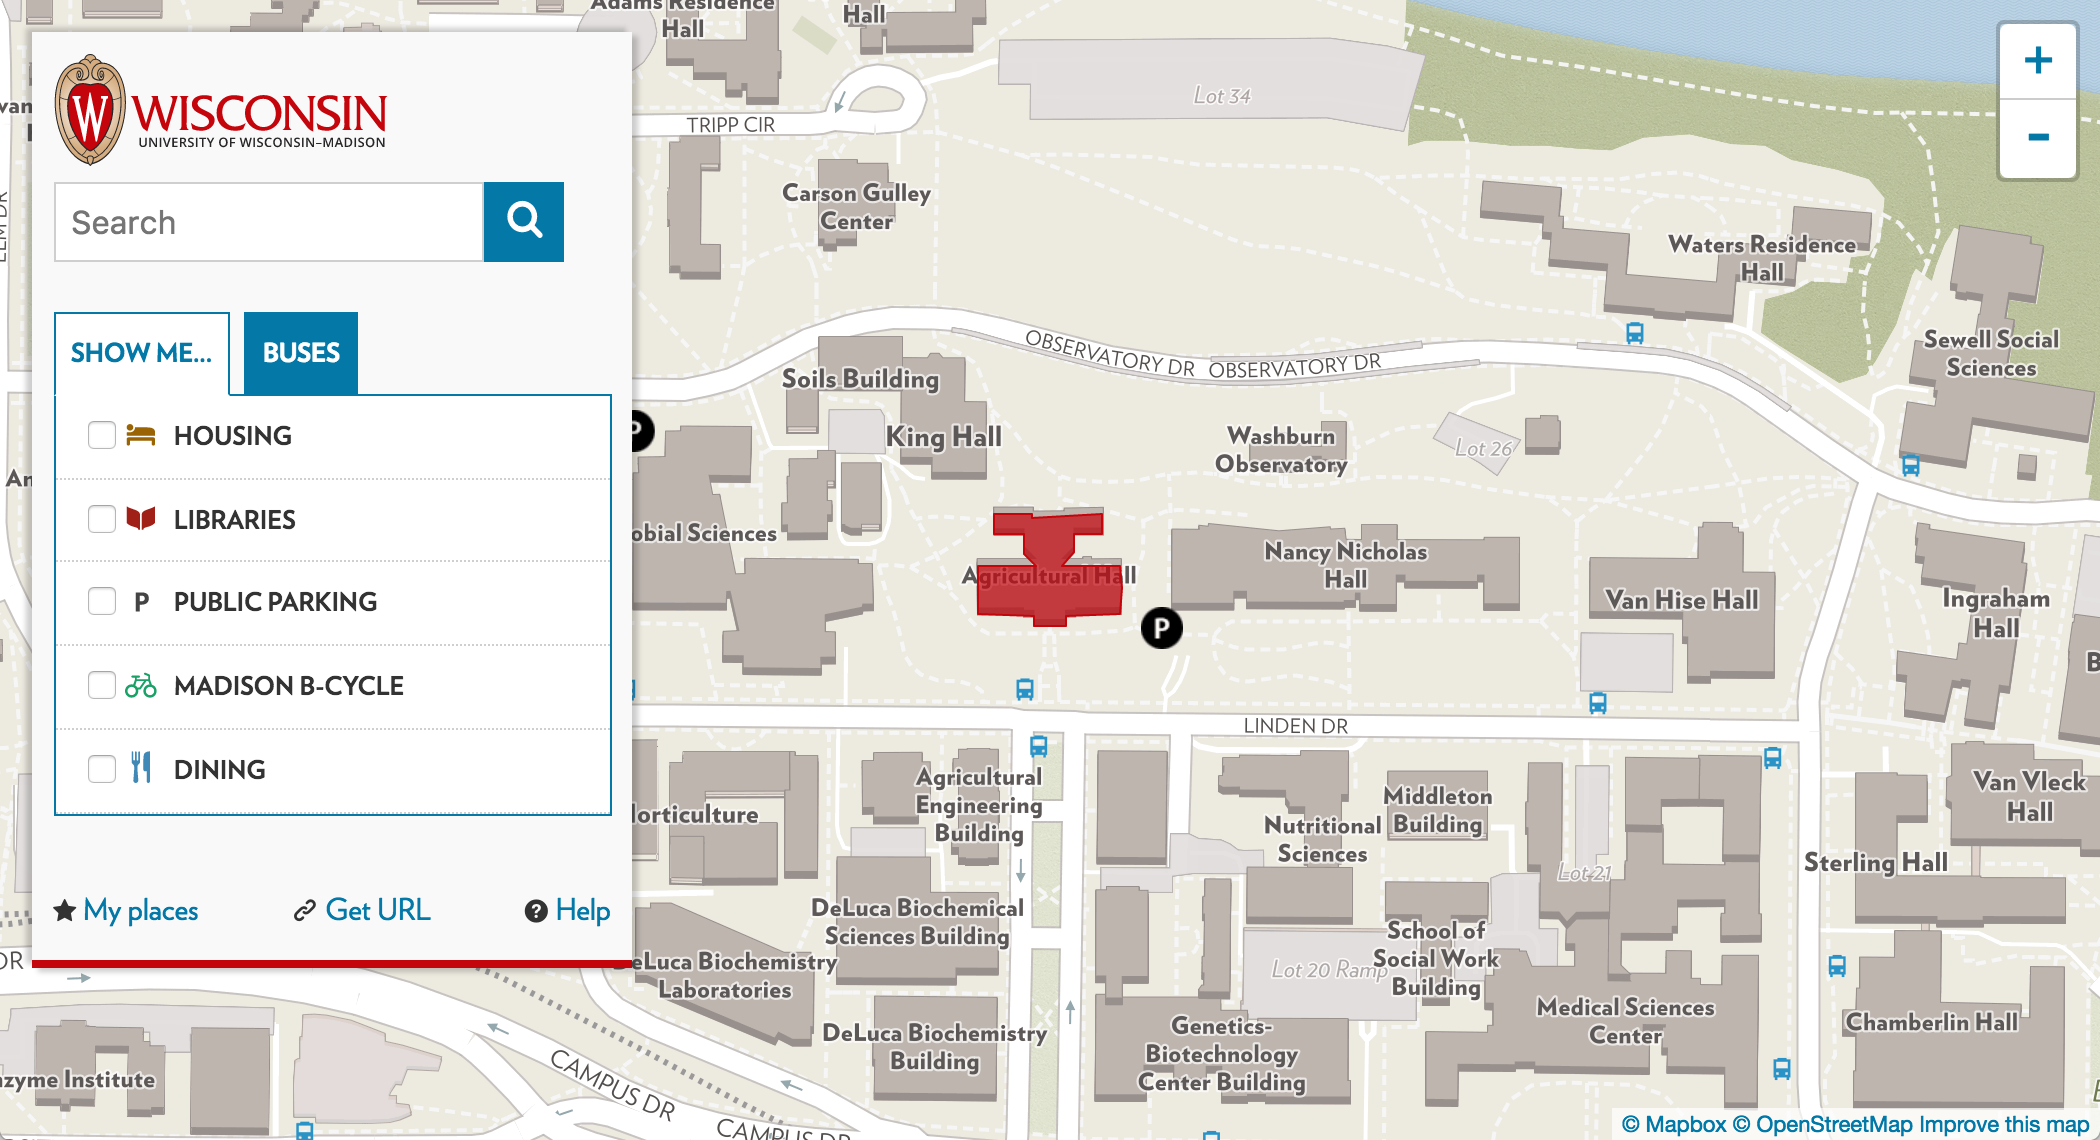 WISCONSIN
UNIVERSITY OF WISCONSIN–MADISON
Search
SHOW ME...
BUSES
HOUSING
LIBRARIES
P PUBLIC PARKING
MADISON B-CYCLE
DINING
My places
Get URL
? Help
+
-
Adams Residence
Hall
Hall
Lot 34
TRIPP CIR
Carson Gulley
Center
Waters Residence
Hall
Sewell Social
Sciences
OBSERVATORY DR
OBSERVATORY DR
Soils Building
King Hall
Washburn
Observatory
Lot 26
P
obial Sciences
Agricultural Hall
Nancy Nicholas
Hall
Van Hise Hall
Ingraham
Hall
P
LINDEN DR
Agricultural
Engineering
Building
orticulture
Nutritional
Sciences
Middleton
Building
Van Vleck
Hall
Sterling Hall
Lot 21
DeLuca Biochemical
Sciences Building
School of
Social Work
Building
Lot 20 Ramp
DeLuca Biochemistry
Laboratories
DeLuca Biochemistry
Building
Genetics-
Biotechnology
Center Building
Medical Sciences
Center
Chamberlin Hall
zyme Institute
CAMPUS DR
CAMPUS DR
DR
W
© Mapbox © OpenStreetMap Improve this map